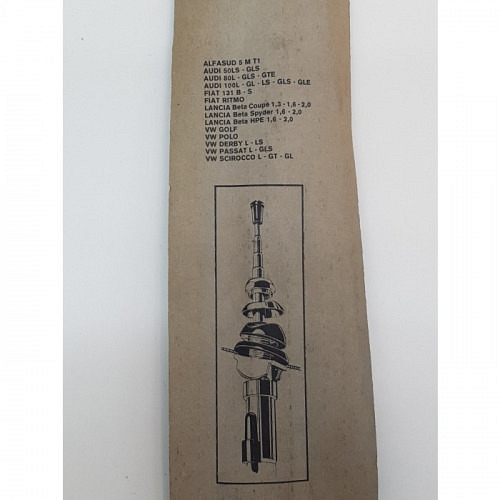 ALFASUD 5 M T1
AUDI 50LS - GLS
AUDI 80L - GLS - GTE
AUDI 100L - GL - LS - GLS - GLE
FIAT 131 B - S
FIAT RITMO
LANCIA Beta Coupé 1,3 - 1,6 - 2,0
LANCIA Beta Spyder 1,6 - 2,0
LANCIA Beta HPE 1,6 - 2,0
VW GOLF
VW POLO
VW DERBY L - LS
VW PASSAT L - GLS
VW SCIROCCO L - GT - GL